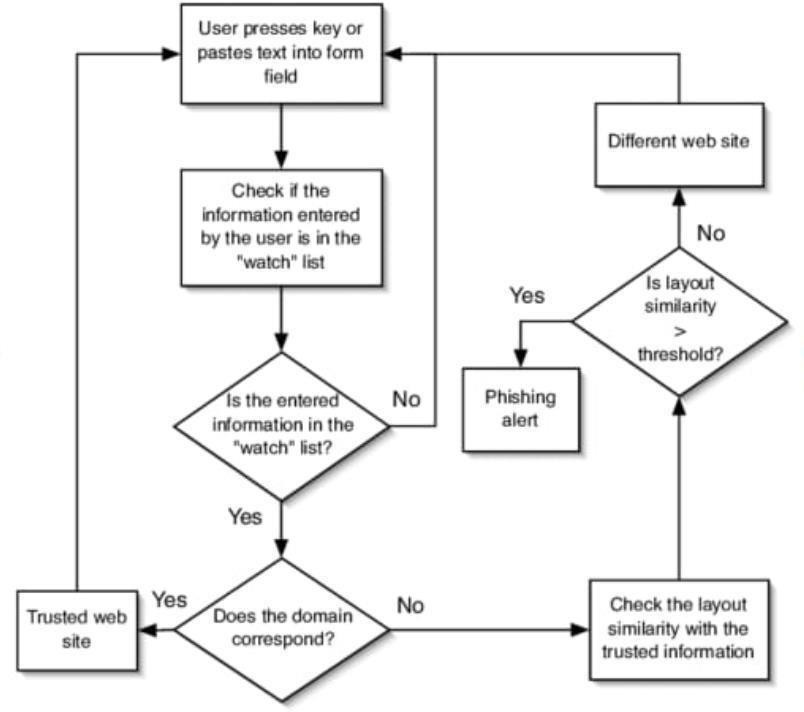 User presses key or
pastes text into form
field
Check if the
information entered
by the user is in the
"watch" list
Is the entered
information in the
"watch" list?
No
Yes
Does the domain
correspond?
Yes
Trusted web
site
No
Check the layout
similarity with the
trusted information
Is layout
similarity
>
threshold?
Yes
Phishing
alert
No
Different web site